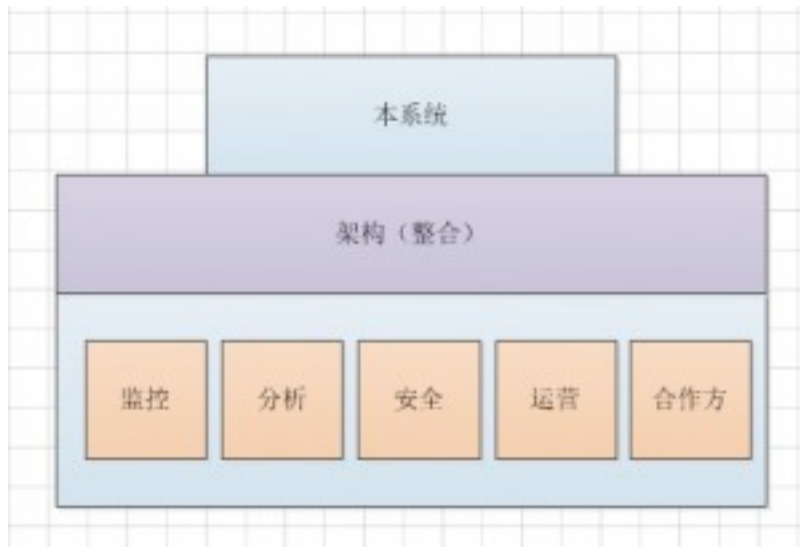 本系统
架构（整合）
监控
分析
安全
运营
合作方